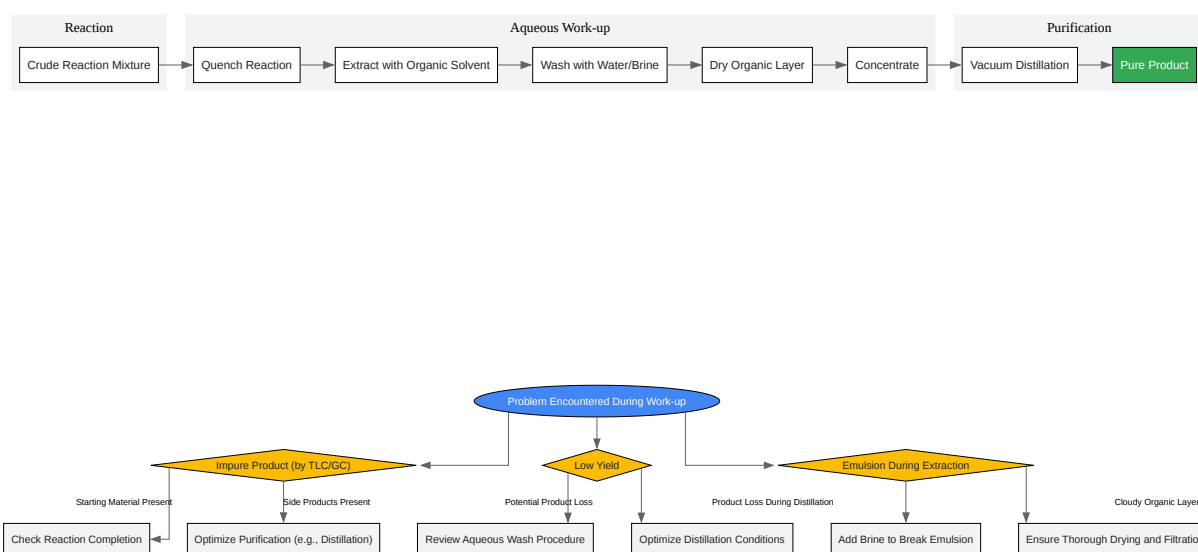 Reaction
Aqueous Work-up
Purification
Crude Reaction Mixture
Quench Reaction
Extract with Organic Solvent
Wash with Water/Brine
Dry Organic Layer
Concentrate
Vacuum Distillation
Pure Product
Problem Encountered During Work-up
Impure Product (by TLC/GC)
Low Yield
Emulsion During Extraction
Starting Material Present
Side Products Present
Potential Product Loss
Product Loss During Distillation
Cloudy Organic Layer
Check Reaction Completion
Optimize Purification (e.g., Distillation)
Review Aqueous Wash Procedure
Optimize Distillation Conditions
Add Brine to Break Emulsion
Ensure Thorough Drying and Filtratio